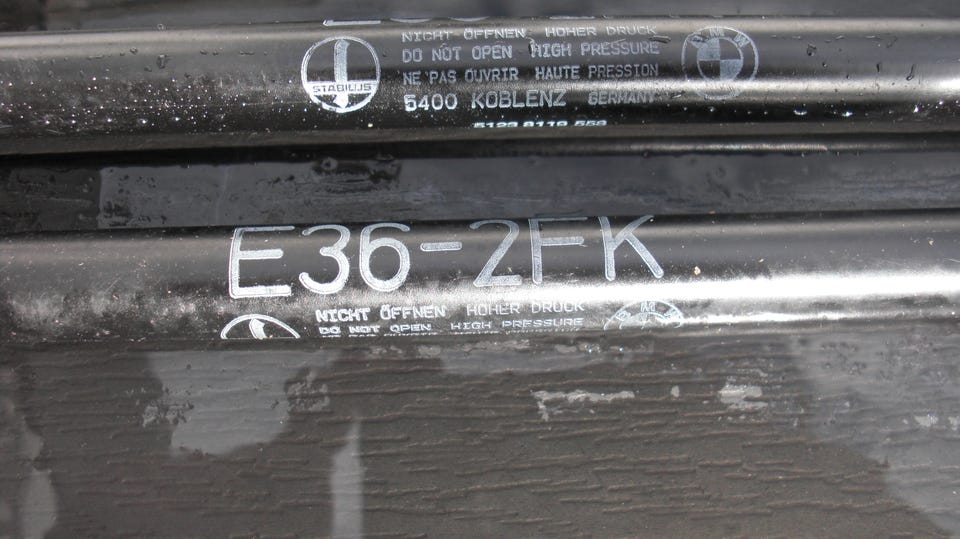 NICHT ÖFFNEN HOHER DRUCK
DO NOT OPEN HIGH PRESSURE
NE PAS OUVRIR HAUTE PRESSION
STABILUS
BMW
5400 KOBLENZ GERMANY
E36-2FK
NICHT ÖFFNEN HOHER DRUCK
DO NOT OPEN HIGH PRESSURE